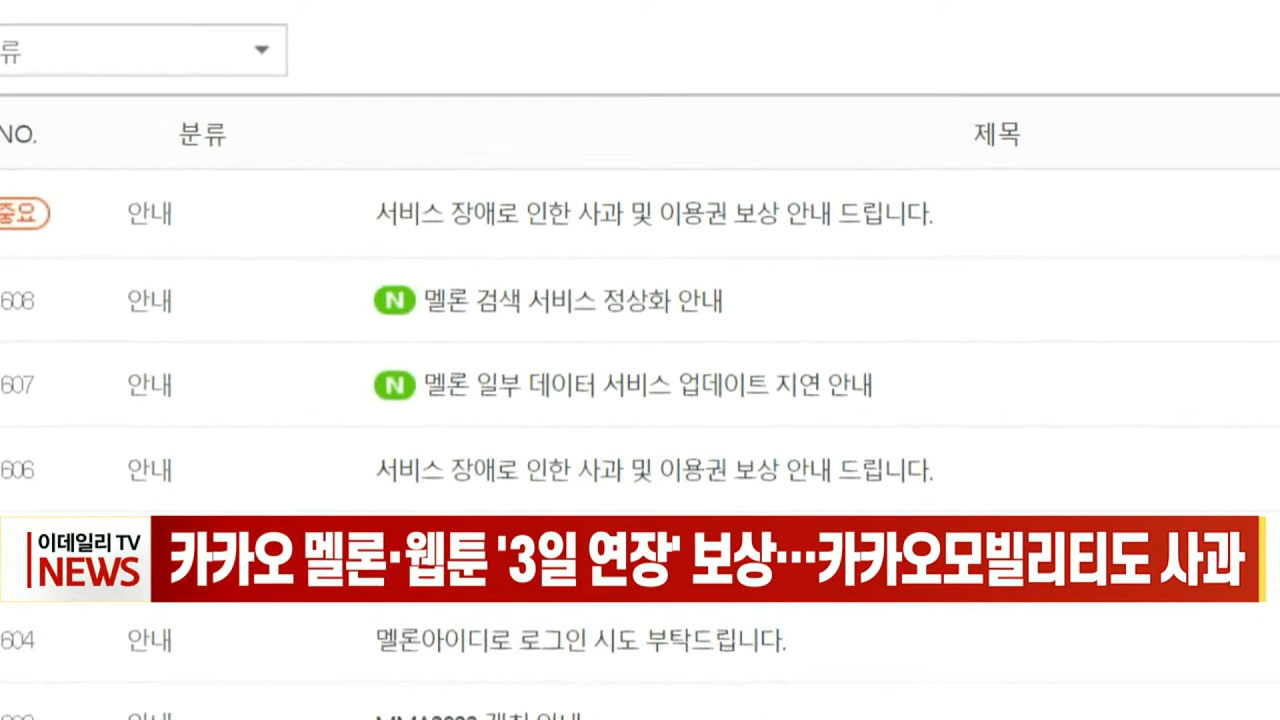 류
NO. 분류 제목
중요 안내 서비스 장애로 인한 사과 및 이용권 보상 안내 드립니다.
608 안내 N 멜론 검색 서비스 정상화 안내
607 안내 N 멜론 일부 데이터 서비스 업데이트 지연 안내
606 안내 서비스 장애로 인한 사과 및 이용권 보상 안내 드립니다.
이데일리 TV
NEWS
카카오 멜론·웹툰 '3일 연장' 보상…카카오모빌리티도 사과
604 안내 멜론아이디로 로그인 시도 부탁드립니다.
안내 MMA2022 개최 안내